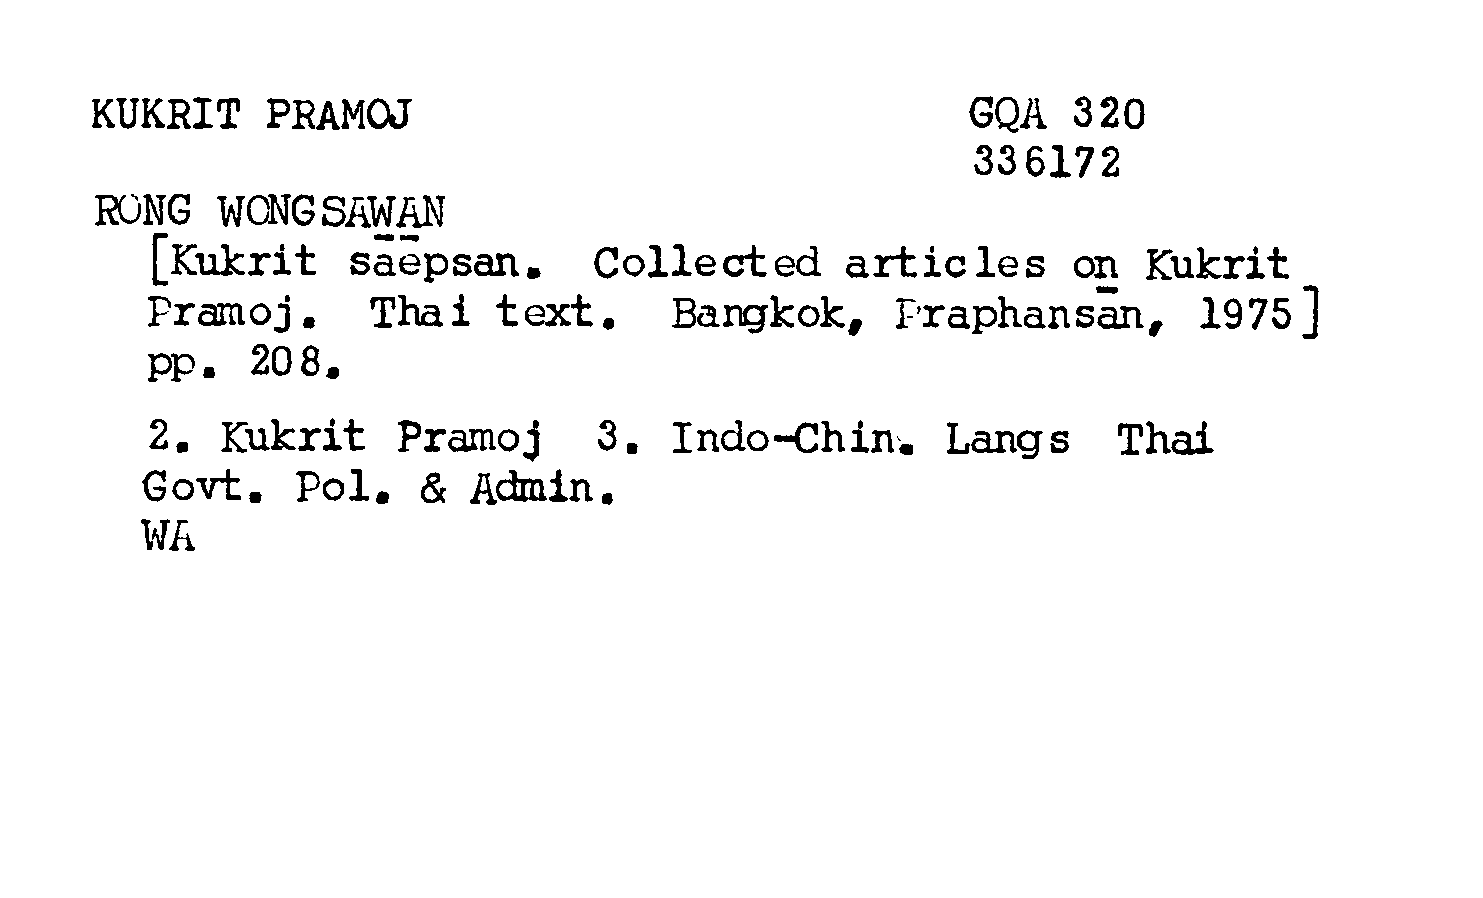 KUKRIT PRAMOJ GQA 320
336172
RONG WONGSAWAN
[Kukrit sāēpsan. Collected articles on Kukrit
Pramoj. Thai text. Bangkok, Praphansān, 1975]
pp. 208.
2. Kukrit Pramoj 3. Indo-Chin. Langs Thai
Govt. Pol. & Admin.
WA